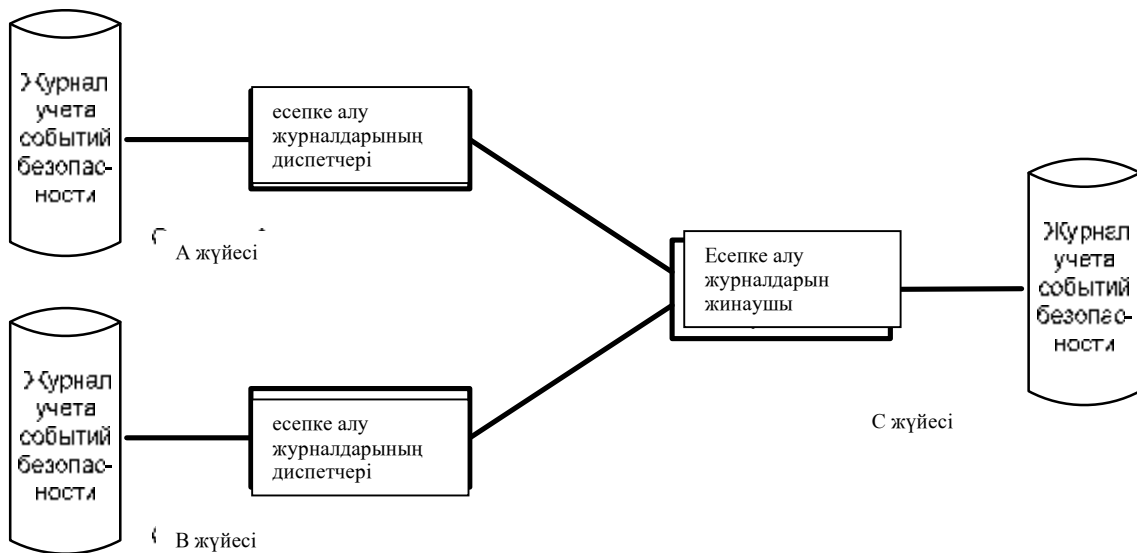 Журнал
учета
событий
безопас-
ности
есепке алу
журналдарының
диспетчері
А жүйесі
Есепке алу
журналдарын
жинаушы
Журнал
учета
событий
безопас-
ности
С жүйесі
Журнал
учета
событий
безопас-
ности
есепке алу
журналдарының
диспетчері
В жүйесі